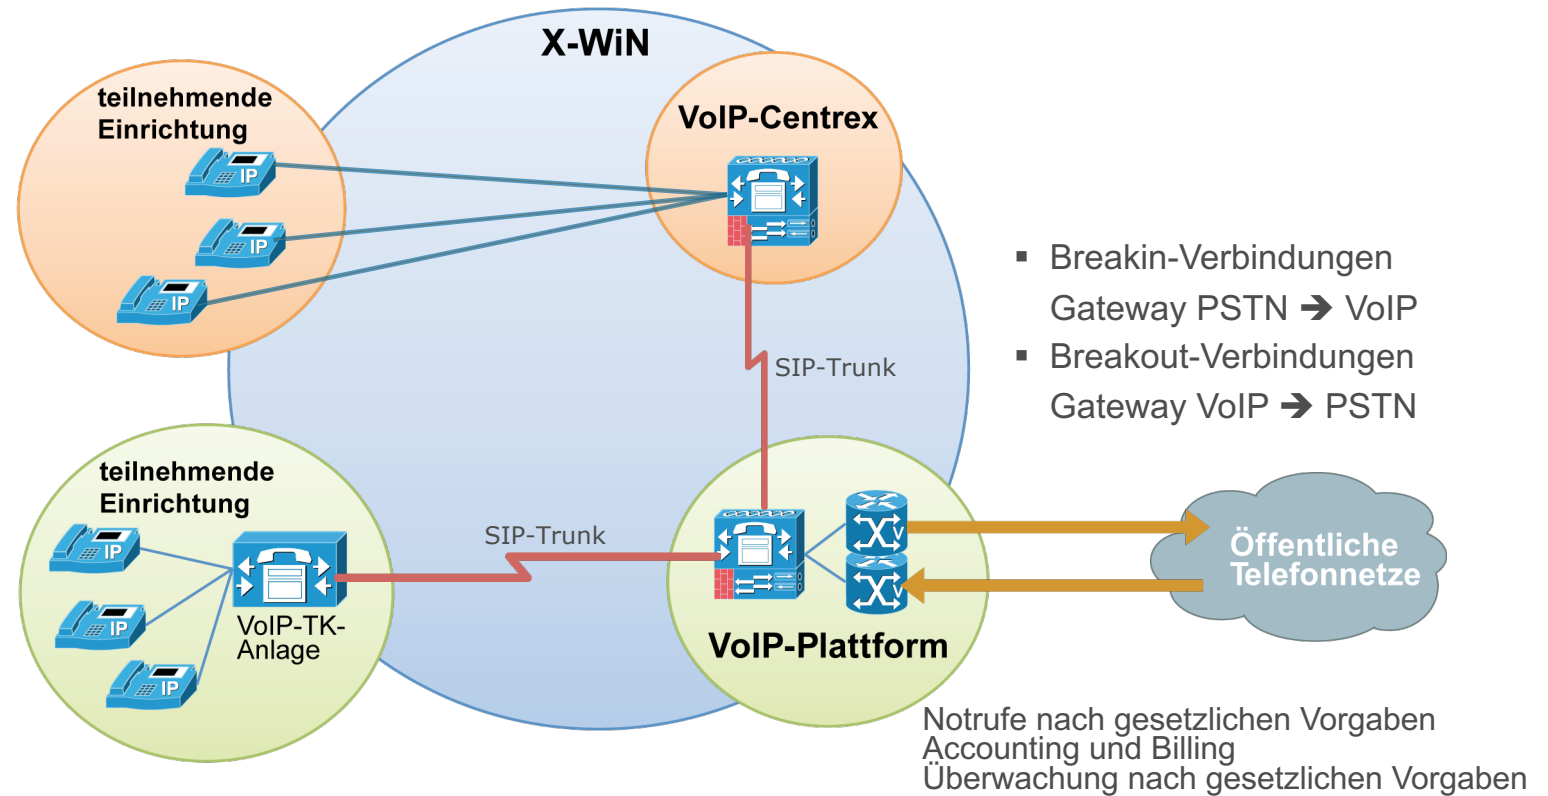 X-WiN
teilnehmende
Einrichtung
IP
IP
IP
VoIP-Centrex
▪ Breakin-Verbindungen
Gateway PSTN ➔ VoIP
▪ Breakout-Verbindungen
Gateway VoIP ➔ PSTN
SIP-Trunk
teilnehmende
Einrichtung
IP
IP
IP
VoIP-TK-
Anlage
SIP-Trunk
V
V
VoIP-Plattform
Öffentliche
Telefonnetze
Notrufe nach gesetzlichen Vorgaben
Accounting und Billing
Überwachung nach gesetzlichen Vorgaben